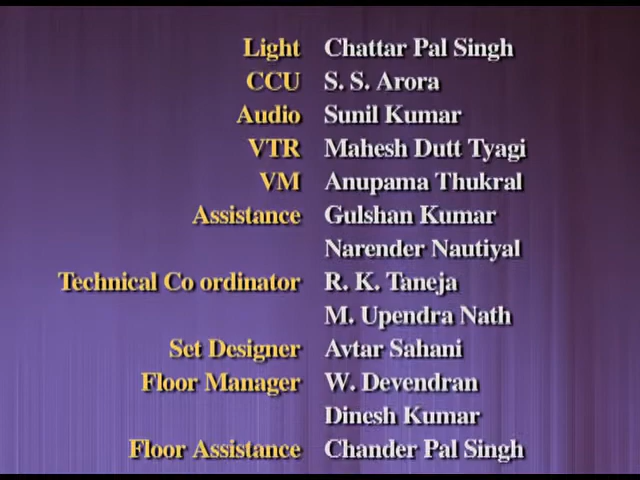 Light Chattar Pal Singh
CCU S. S. Arora
Audio Sunil Kumar
VTR Mahesh Dutt Tyagi
VM Anupama Thukral
Assistance Gulshan Kumar
Narender Nautiyal
Technical Co ordinator R. K. Taneja
M. Upendra Nath
Set Designer Avtar Sahani
Floor Manager W. Devendran
Dinesh Kumar
Floor Assistance Chander Pal Singh